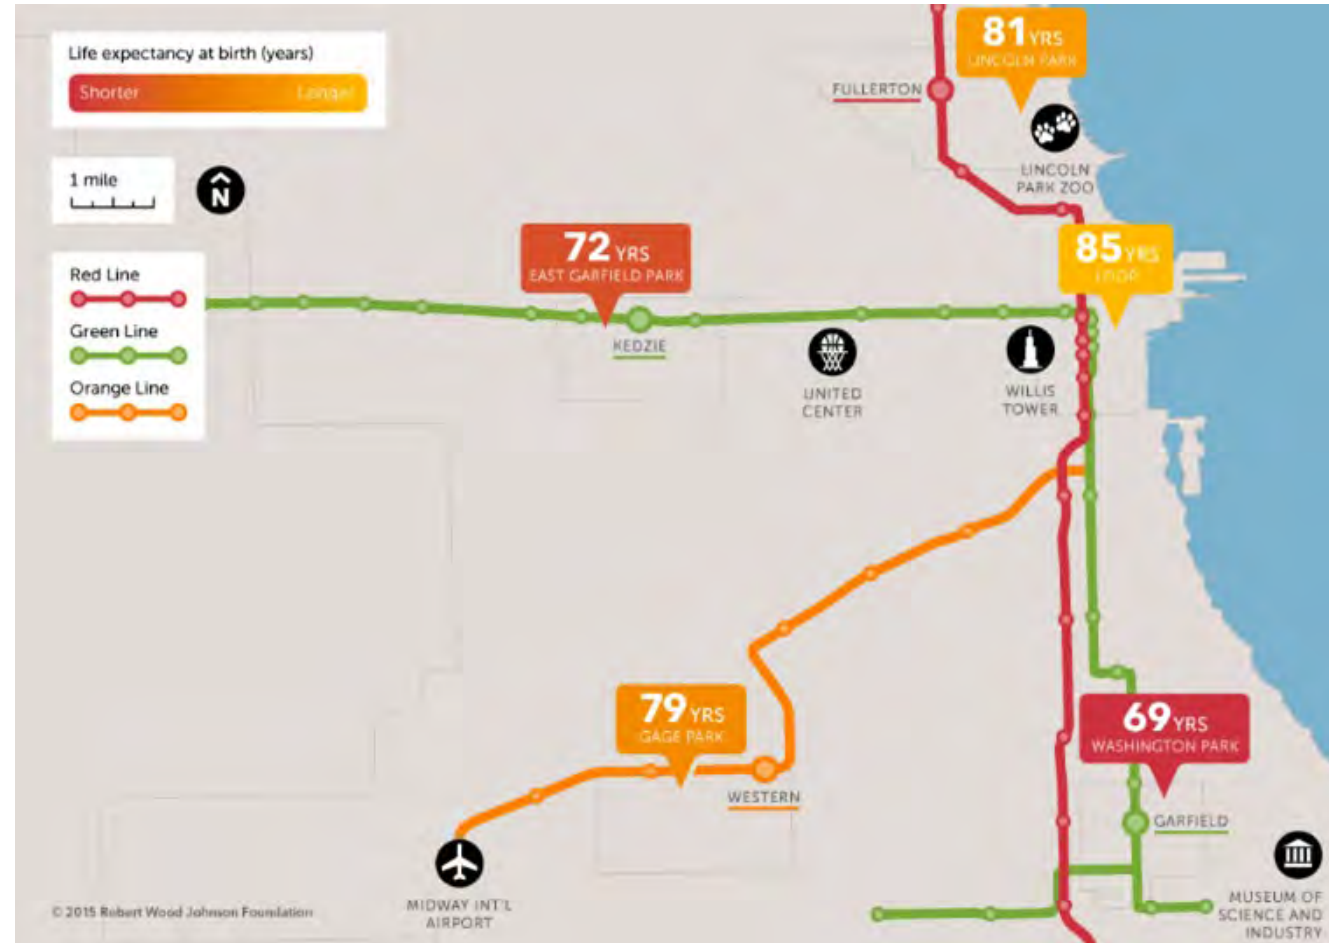 Life expectancy at birth (years)
Shorter
Longer
1 mile
N
Red Line
Green Line
Orange Line
81 YRS
LINCOLN PARK
FULLERTON
LINCOLN
PARK ZOO
72 YRS
EAST GARFIELD PARK
85 YRS
LOOP
KEDZIE
UNITED
CENTER
WILLIS
TOWER
79 YRS
GAGE PARK
WESTERN
69 YRS
WASHINGTON PARK
GARFIELD
MIDWAY INT'L
AIRPORT
MUSEUM OF
SCIENCE AND
INDUSTRY
© 2015 Robert Wood Johnson Foundation